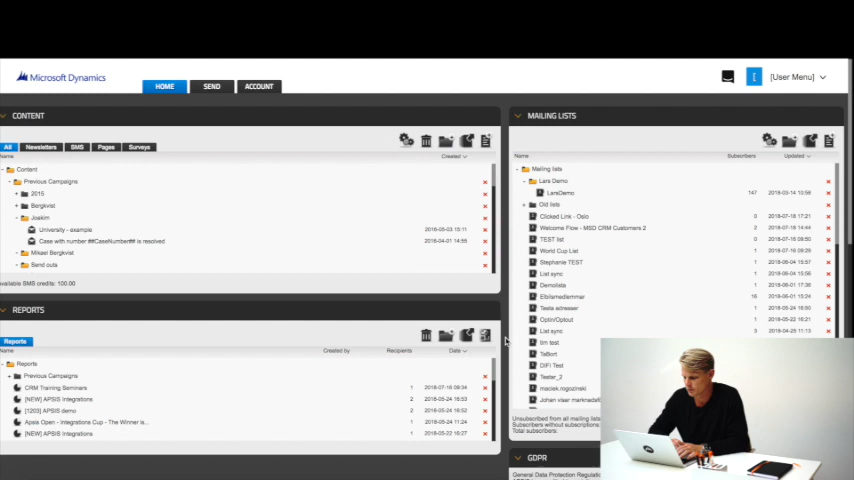 Microsoft Dynamics
HOME SEND ACCOUNT
[ [User Menu]
CONTENT
All Newsletters SMS Pages Surveys
Name Created
Content
Previous Campaigns
2015
Bergkvist
Joakim
University - example 2016-05-03 15:11
Case with number ##CaseNumber## is resolved 2016-04-01 14:55
Mikael Bergkvist
Send outs
Available SMS credits: 100.00
REPORTS
Reports
Name Created by Recipients Date
Reports
Previous Campaigns
CRM Training Seminars 1 2018-07-16 09:34
[NEW] APSIS Integrations 2 2018-05-24 16:53
[1203] APSIS demo 2 2018-05-24 16:52
Apsis Open - Integrations Cup - The Winner is... 1 2018-05-24 11:24
[NEW] APSIS Integrations 2 2018-05-22 16:27
MAILING LISTS
Name Subscribers Updated
Mailing lists
Lars Demo
LarsDemo 147 2018-03-14 10:56
Old lists
Clicked Link - Oslo 0 2018-07-18 17:21
Welcome Flow - MSD CRM Customers 2 2 2018-07-18 14:44
TEST list 0 2018-07-16 09:50
World Cup List 1 2018-07-16 09:29
Stephanie TEST 1 2018-06-04 15:57
List sync 1 2018-06-04 15:56
Demolista 1 2018-06-01 17:36
Elbilsmedlemmar 16 2018-06-01 13:24
Testa adresser 1 2018-05-24 16:50
Optin/Optout 1 2018-05-22 16:21
List sync 3 2018-04-25 11:13
tim test
TaBort
DIFI Test
Tester_2
maciek.rogozinski
Johan visar marknadsf
Unsubscribed from all mailing lists
Subscribers without subscriptions
Total subscribers:
GDPR
General Data Protection Regulat